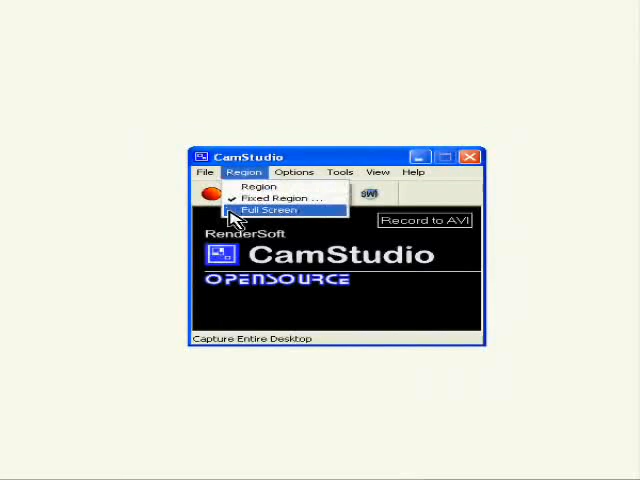 CamStudio
File Region Options Tools View Help
Region
Fixed Region ...
Full Screen
SWF
Record to AVI
RenderSoft
CamStudio
OPENSOURCE
Capture Entire Desktop